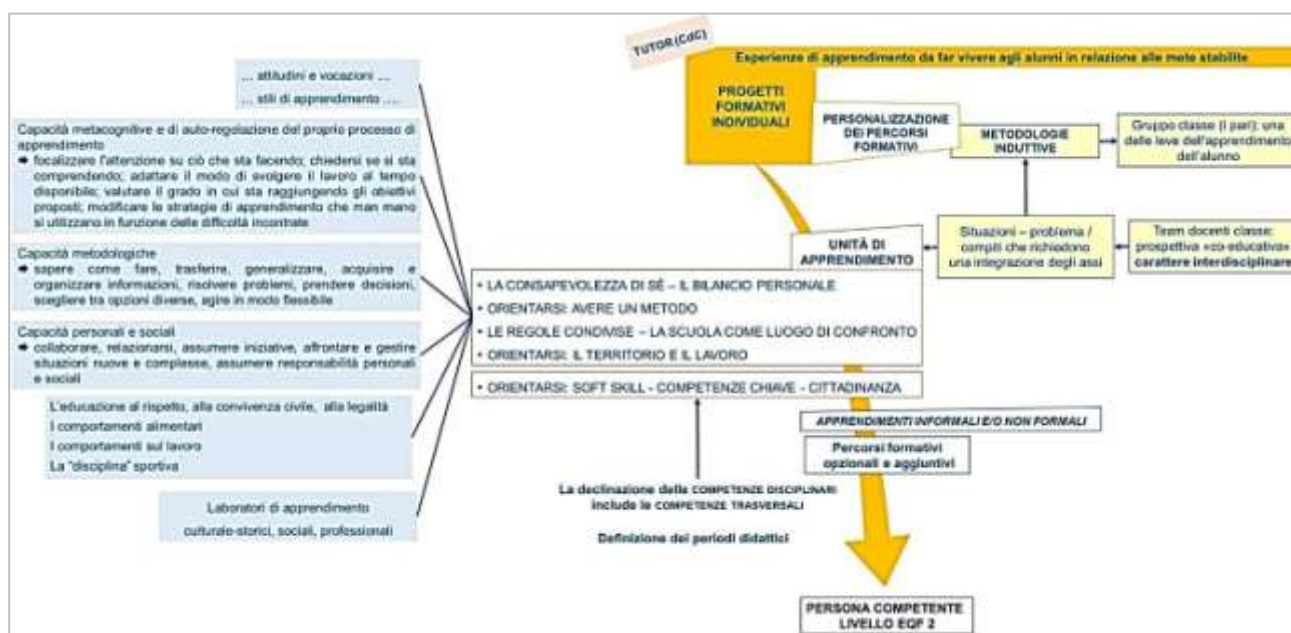 TUTOR (CdC)
Esperienze di apprendimento da far vivere agli alunni in relazione alle mete stabilite
PROGETTI
FORMATIVI
INDIVIDUALI
PERSONALIZZAZIONE
DEI PERCORSI
FORMATIVI
METODOLOGIE
INDUTTIVE
Gruppo classe (i pari): una
delle leve dell'apprendimento
dell'alunno
... attitudini e vocazioni ....
... stili di apprendimento ....
Capacità metacognitive e di auto-regolazione del proprio processo di
apprendimento
➔ focalizzare l'attenzione su ciò che sta facendo; chiedersi se si sta
comprendendo; adattare il modo di svolgere il lavoro al tempo
disponibile; valutare il grado in cui sta raggiungendo gli obiettivi
proposti; modificare le strategie di apprendimento che man mano
si utilizzano in funzione delle difficoltà incontrate
Capacità metodologiche
➔ sapere come fare, trasferire, generalizzare, acquisire e
organizzare informazioni, risolvere problemi, prendere decisioni,
scegliere tra opzioni diverse, agire in modo flessibile
Capacità personali e sociali
➔ collaborare, relazionarsi, assumere iniziative, affrontare e gestire
situazioni nuove e complesse, assumere responsabilità personali
e sociali
L'educazione al rispetto, alla convivenza civile, alla legalità
I comportamenti alimentari
I comportamenti sul lavoro
La "disciplina" sportiva
Laboratori di apprendimento
culturale-storici, sociali, professionali
UNITÀ DI
APPRENDIMENTO
Situazioni – problema /
compiti che richiedono
una integrazione degli assi
Team docenti classe:
prospettiva «co-educativa»
carattere interdisciplinare
• LA CONSAPEVOLEZZA DI SÉ – IL BILANCIO PERSONALE
• ORIENTARSI: AVERE UN METODO
• LE REGOLE CONDIVISE – LA SCUOLA COME LUOGO DI CONFRONTO
• ORIENTARSI: IL TERRITORIO E IL LAVORO
• ORIENTARSI: SOFT SKILL - COMPETENZE CHIAVE - CITTADINANZA
APPRENDIMENTI INFORMALI E/O NON FORMALI
Percorsi formativi
opzionali e aggiuntivi
La declinazione delle COMPETENZE DISCIPLINARI
include le COMPETENZE TRASVERSALI
Definizione dei periodi didattici
PERSONA COMPETENTE
LIVELLO EQF 2